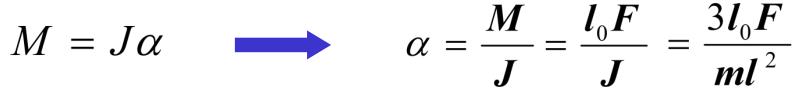 M = Jα α = M/J = l₀F/J = 3l₀F/ml²